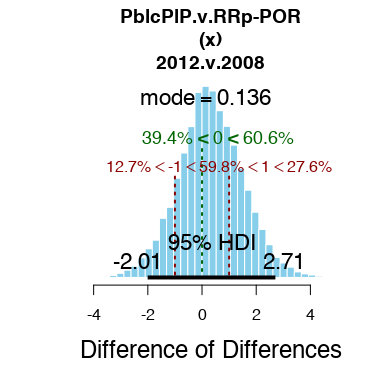 PblcPlP.v.RRp-POR
(x)
2012.v.2008
mode = 0.136
39.4% < 0 < 60.6%
12.7% < -1 < 59.8% < 1 < 27.6%
95% HDI
-2.01 2.71
-4 -2 0 2 4
Difference of Differences